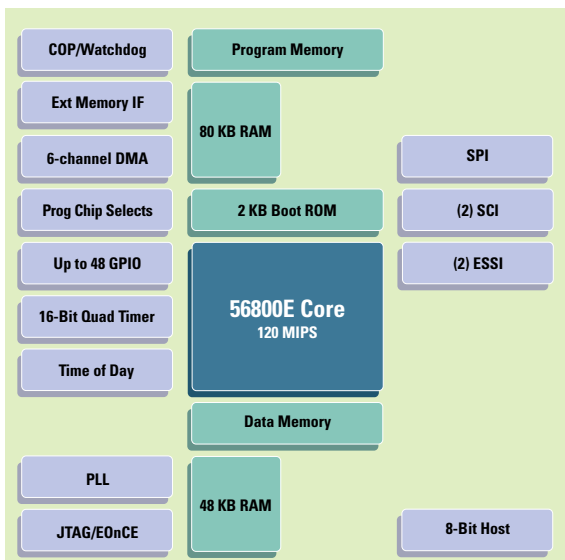 COP/Watchdog
Program Memory
Ext Memory IF
80 KB RAM
6-channel DMA
SPI
Prog Chip Selects
2 KB Boot ROM
(2) SCI
Up to 48 GPIO
(2) ESSI
56800E Core
120 MIPS
16-Bit Quad Timer
Time of Day
Data Memory
PLL
48 KB RAM
JTAG/EOnCE
8-Bit Host